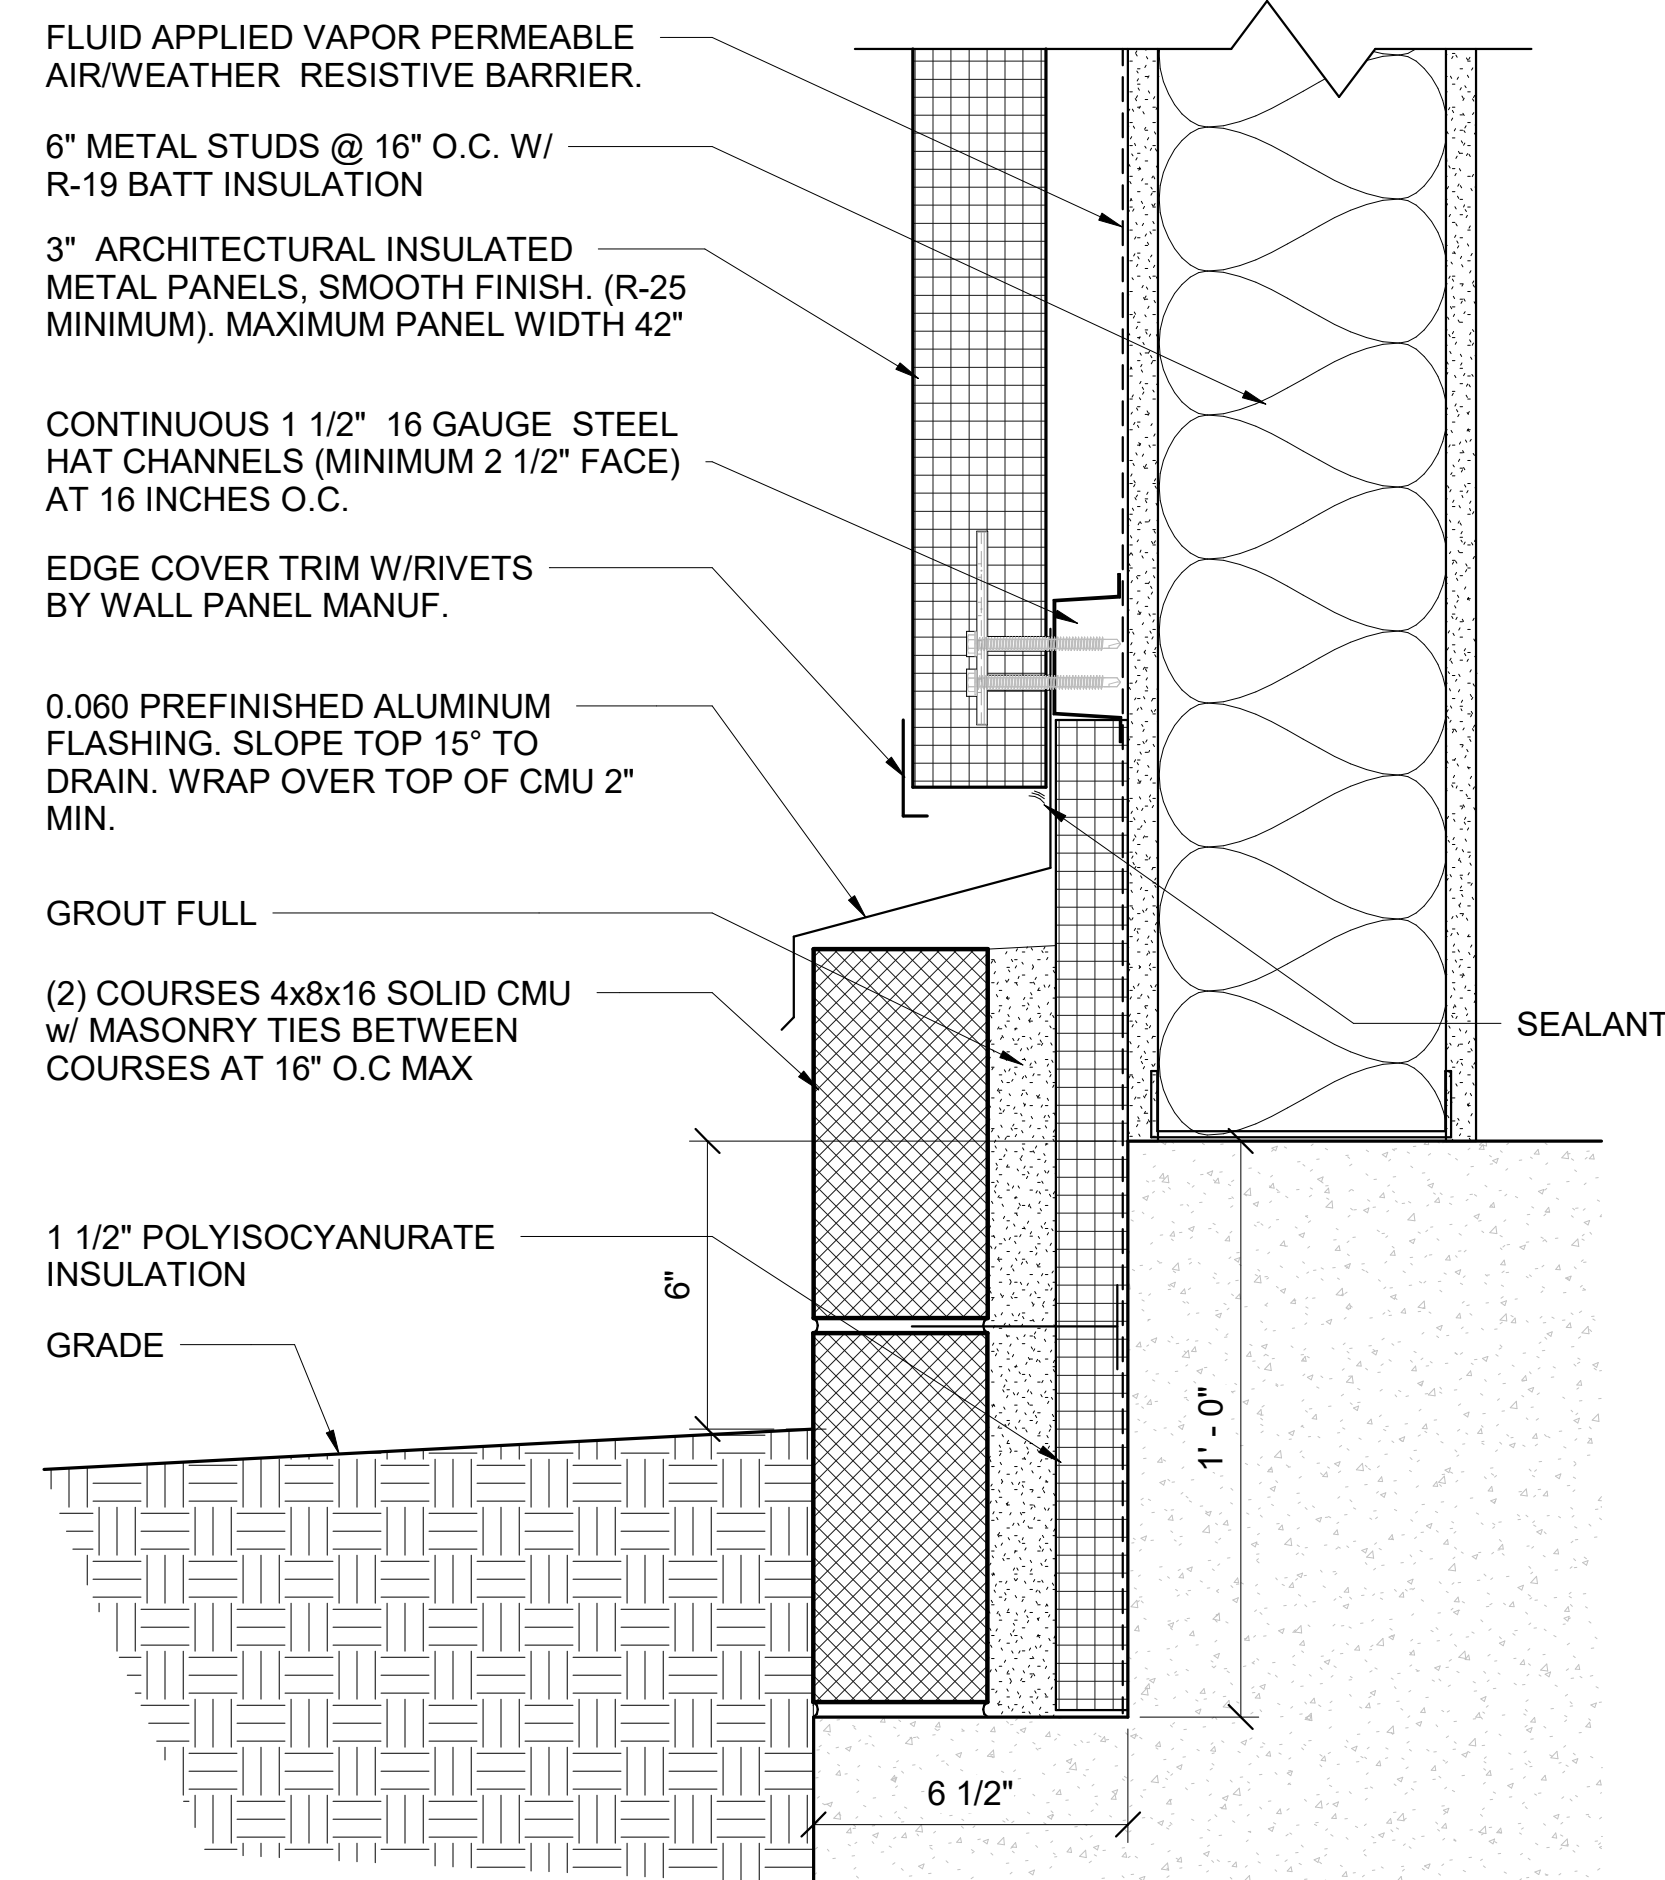 FLUID APPLIED VAPOR PERMEABLE
AIR/WEATHER RESISTIVE BARRIER.
6" METAL STUDS @ 16" O.C. W/
R-19 BATT INSULATION
3" ARCHITECTURAL INSULATED
METAL PANELS, SMOOTH FINISH. (R-25
MINIMUM). MAXIMUM PANEL WIDTH 42"
CONTINUOUS 1 1/2" 16 GAUGE STEEL
HAT CHANNELS (MINIMUM 2 1/2" FACE)
AT 16 INCHES O.C.
EDGE COVER TRIM W/RIVETS
BY WALL PANEL MANUF.
0.060 PREFINISHED ALUMINUM
FLASHING. SLOPE TOP 15° TO
DRAIN. WRAP OVER TOP OF CMU 2"
MIN.
GROUT FULL
(2) COURSES 4x8x16 SOLID CMU
w/ MASONRY TIES BETWEEN
COURSES AT 16" O.C MAX
SEALANT
1 1/2" POLYISOCYANURATE
INSULATION
6"
GRADE
1' - 0"
6 1/2"